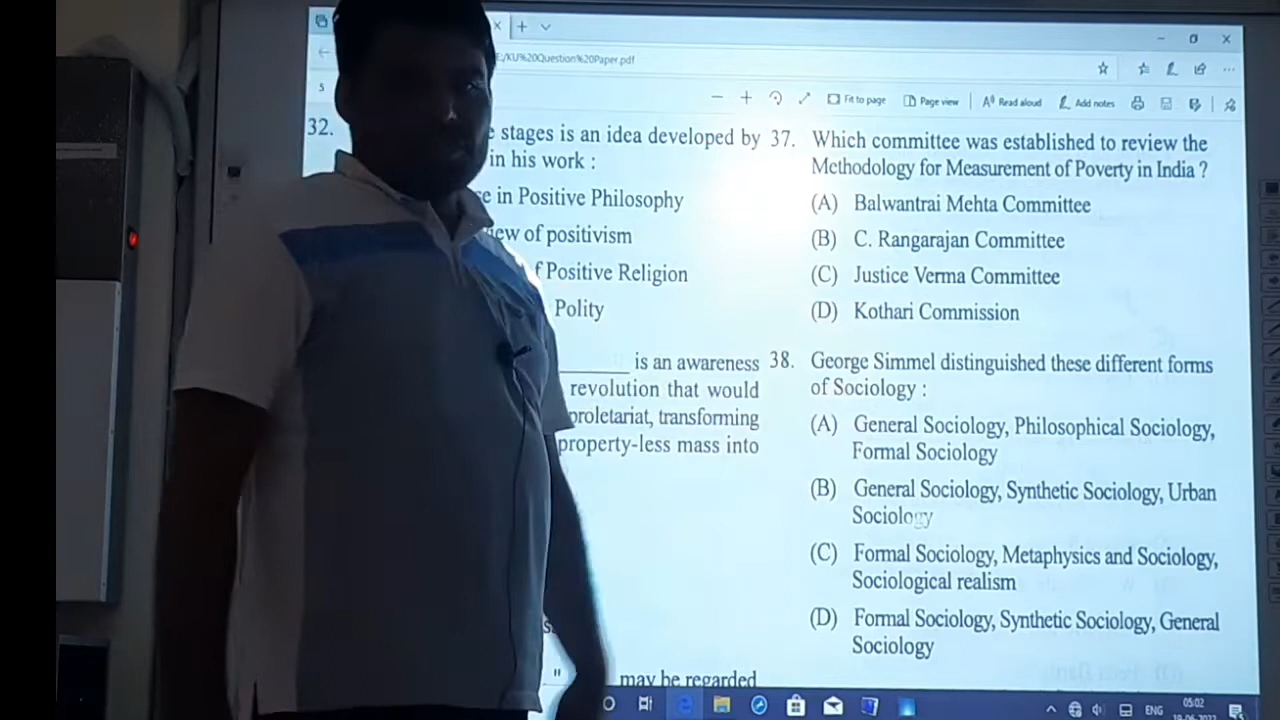 E/KU%20Question%20Paper.pdf
5
Fit to page
Page view
Read aloud
Add notes
32.
stages is an idea developed by
in his work :
in Positive Philosophy
of positivism
Positive Religion
Polity
is an awareness
revolution that would
proletariat, transforming
property-less mass into
may be regarded
37. Which committee was established to review the
Methodology for Measurement of Poverty in India ?
(A) Balwantrai Mehta Committee
(B) C. Rangarajan Committee
(C) Justice Verma Committee
(D) Kothari Commission
38. George Simmel distinguished these different forms
of Sociology :
(A) General Sociology, Philosophical Sociology,
Formal Sociology
(B) General Sociology, Synthetic Sociology, Urban
Sociology
(C) Formal Sociology, Metaphysics and Sociology,
Sociological realism
(D) Formal Sociology, Synthetic Sociology, General
Sociology
ENG
05:02